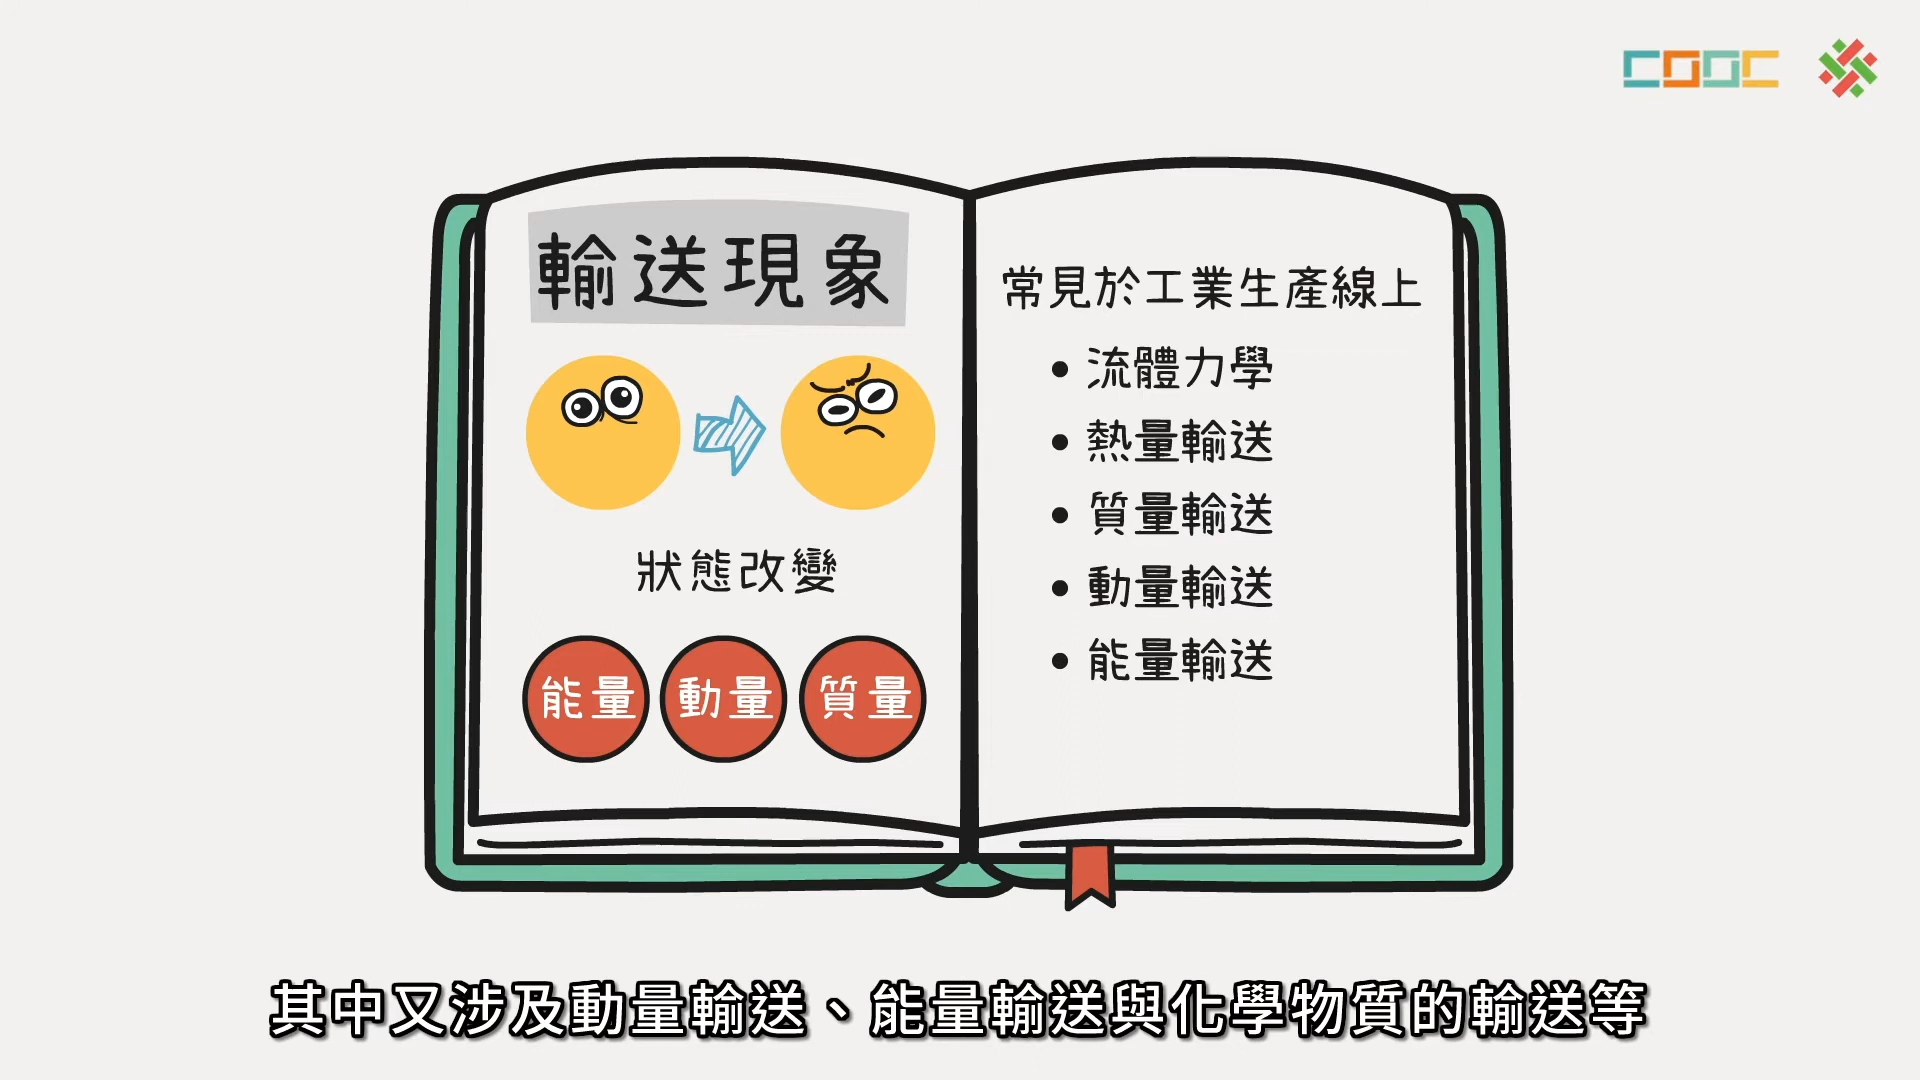 COOC
輸送現象
狀態改變
能量
動量
質量
常見於工業生產線上
• 流體力學
• 熱量輸送
• 質量輸送
• 動量輸送
• 能量輸送
其中又涉及動量輸送、能量輸送與化學物質的輸送等